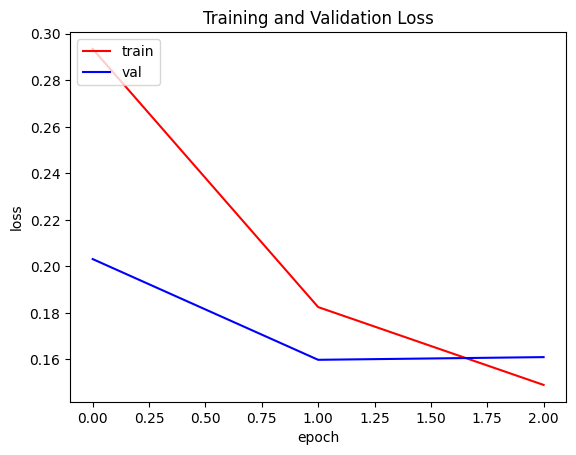 Training and Validation Loss
train
val
loss
0.30
0.28
0.26
0.24
0.22
0.20
0.18
0.16
0.00 0.25 0.50 0.75 1.00 1.25 1.50 1.75 2.00
epoch